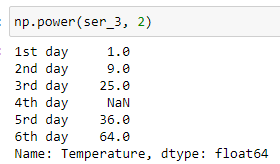 np.power(ser_3, 2)
1st day 1.0
2nd day 9.0
3rd day 25.0
4th day NaN
5rd day 36.0
6th day 64.0
Name: Temperature, dtype: float64